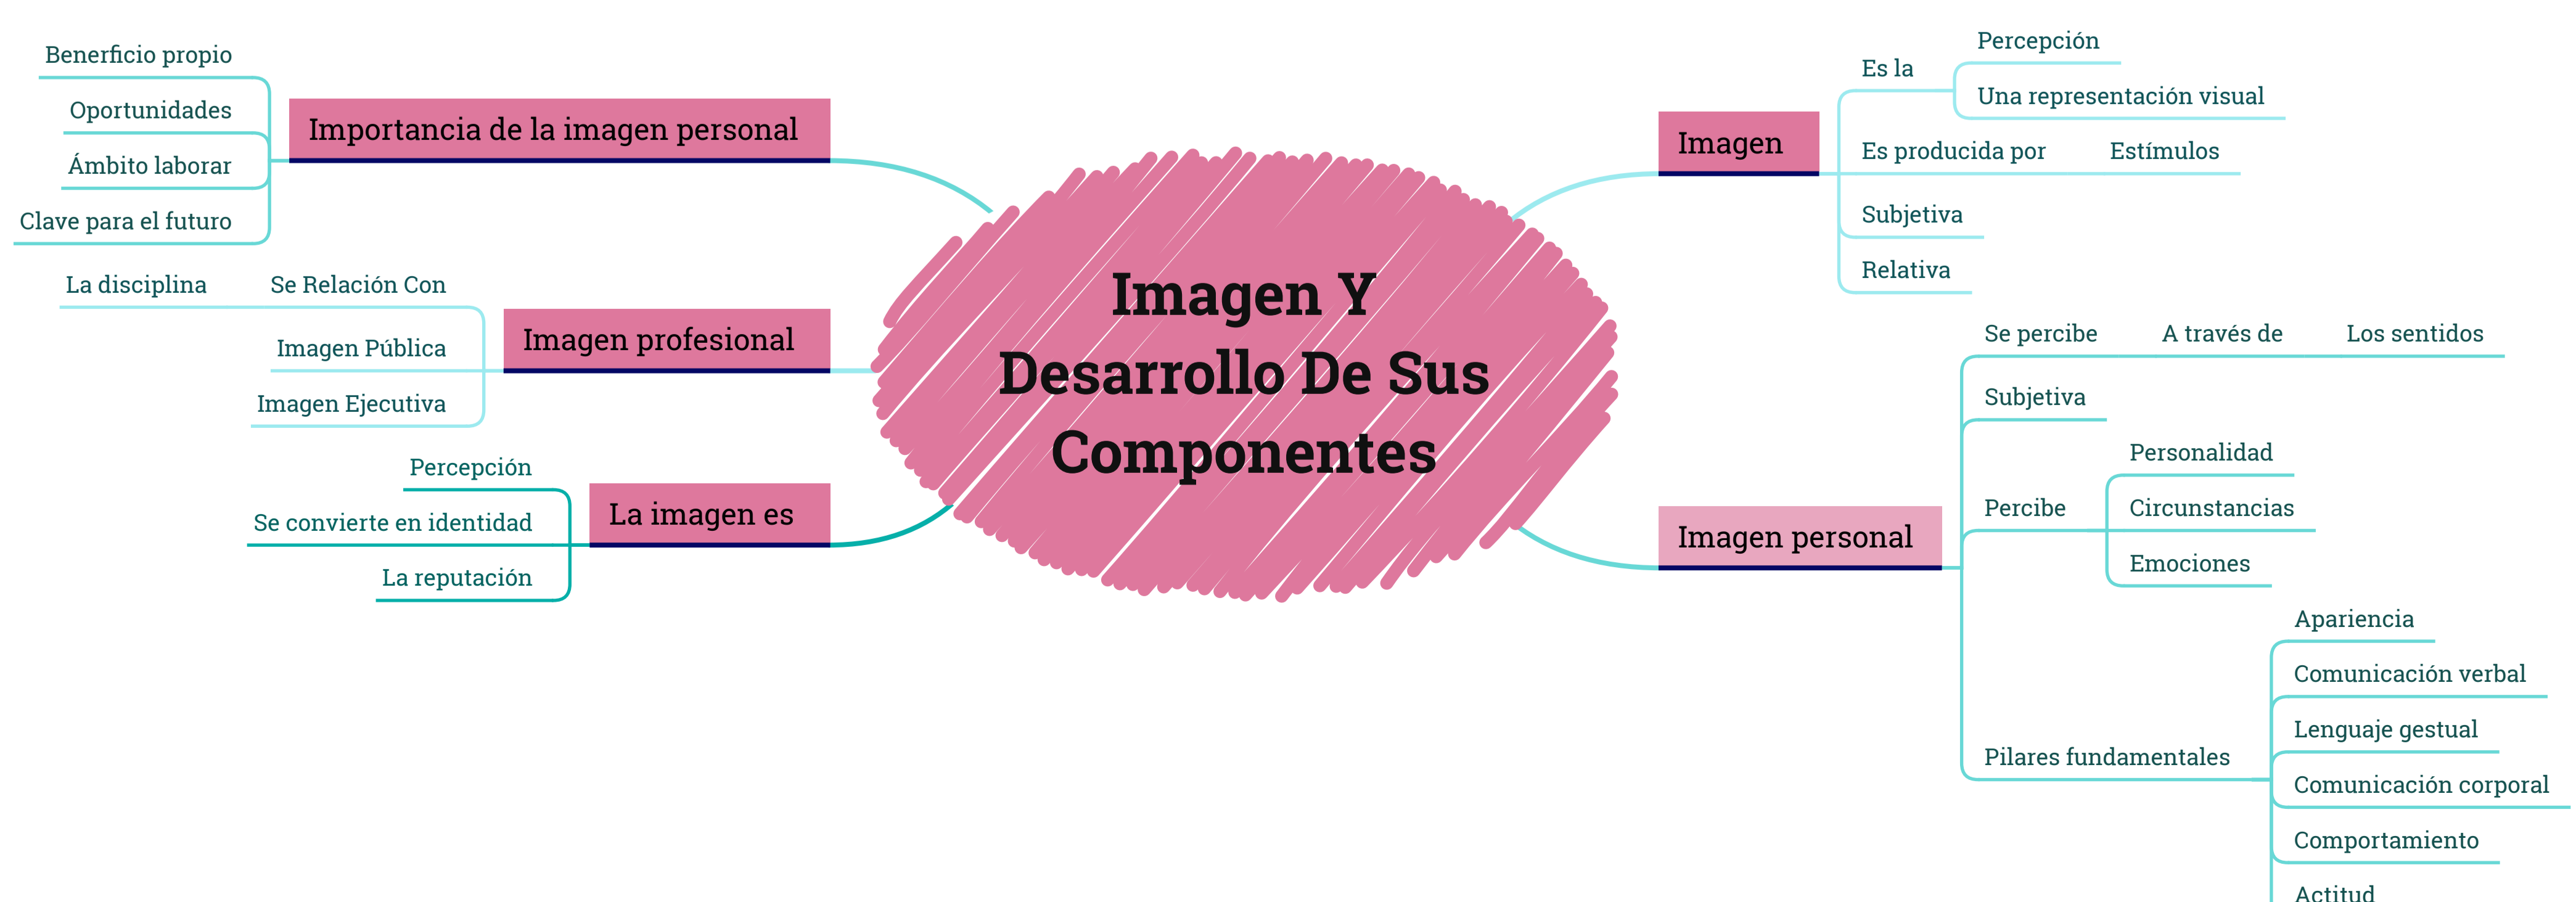 Imagen Y
Desarrollo De Sus
Componentes
Importancia de la imagen personal
Benerficio propio
Oportunidades
Ámbito laborar
Clave para el futuro
Imagen profesional
Se Relación Con
La disciplina
Imagen Pública
Imagen Ejecutiva
La imagen es
Percepción
Se convierte en identidad
La reputación
Imagen
Es la
Percepción
Una representación visual
Es producida por
Estímulos
Subjetiva
Relativa
Imagen personal
Se percibe
A través de
Los sentidos
Subjetiva
Percibe
Personalidad
Circunstancias
Emociones
Pilares fundamentales
Apariencia
Comunicación verbal
Lenguaje gestual
Comunicación corporal
Comportamiento
Actitud